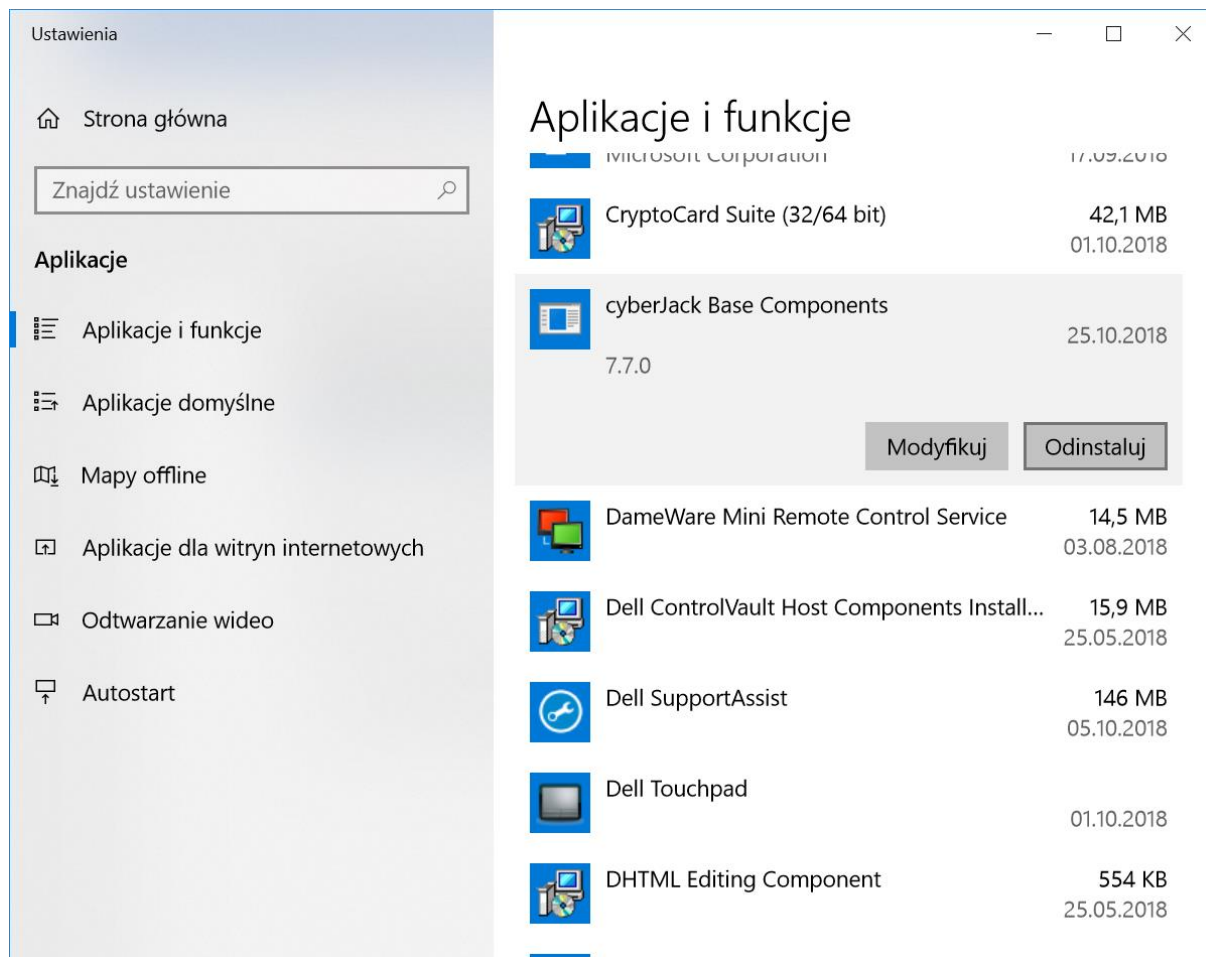 Ustawienia
Strona główna
Znajdź ustawienie
Aplikacje
Aplikacje i funkcje
Aplikacje domyślne
Mapy offline
Aplikacje dla witryn internetowych
Odtwarzanie wideo
Autostart
Aplikacje i funkcje
Microsoft Corporation 17.09.2018
CryptoCard Suite (32/64 bit) 42,1 MB
01.10.2018
cyberJack Base Components
25.10.2018
7.7.0
Modyfikuj Odinstaluj
DameWare Mini Remote Control Service 14,5 MB
03.08.2018
Dell ControlVault Host Components Install... 15,9 MB
25.05.2018
Dell SupportAssist 146 MB
05.10.2018
Dell Touchpad
01.10.2018
DHTML Editing Component 554 KB
25.05.2018